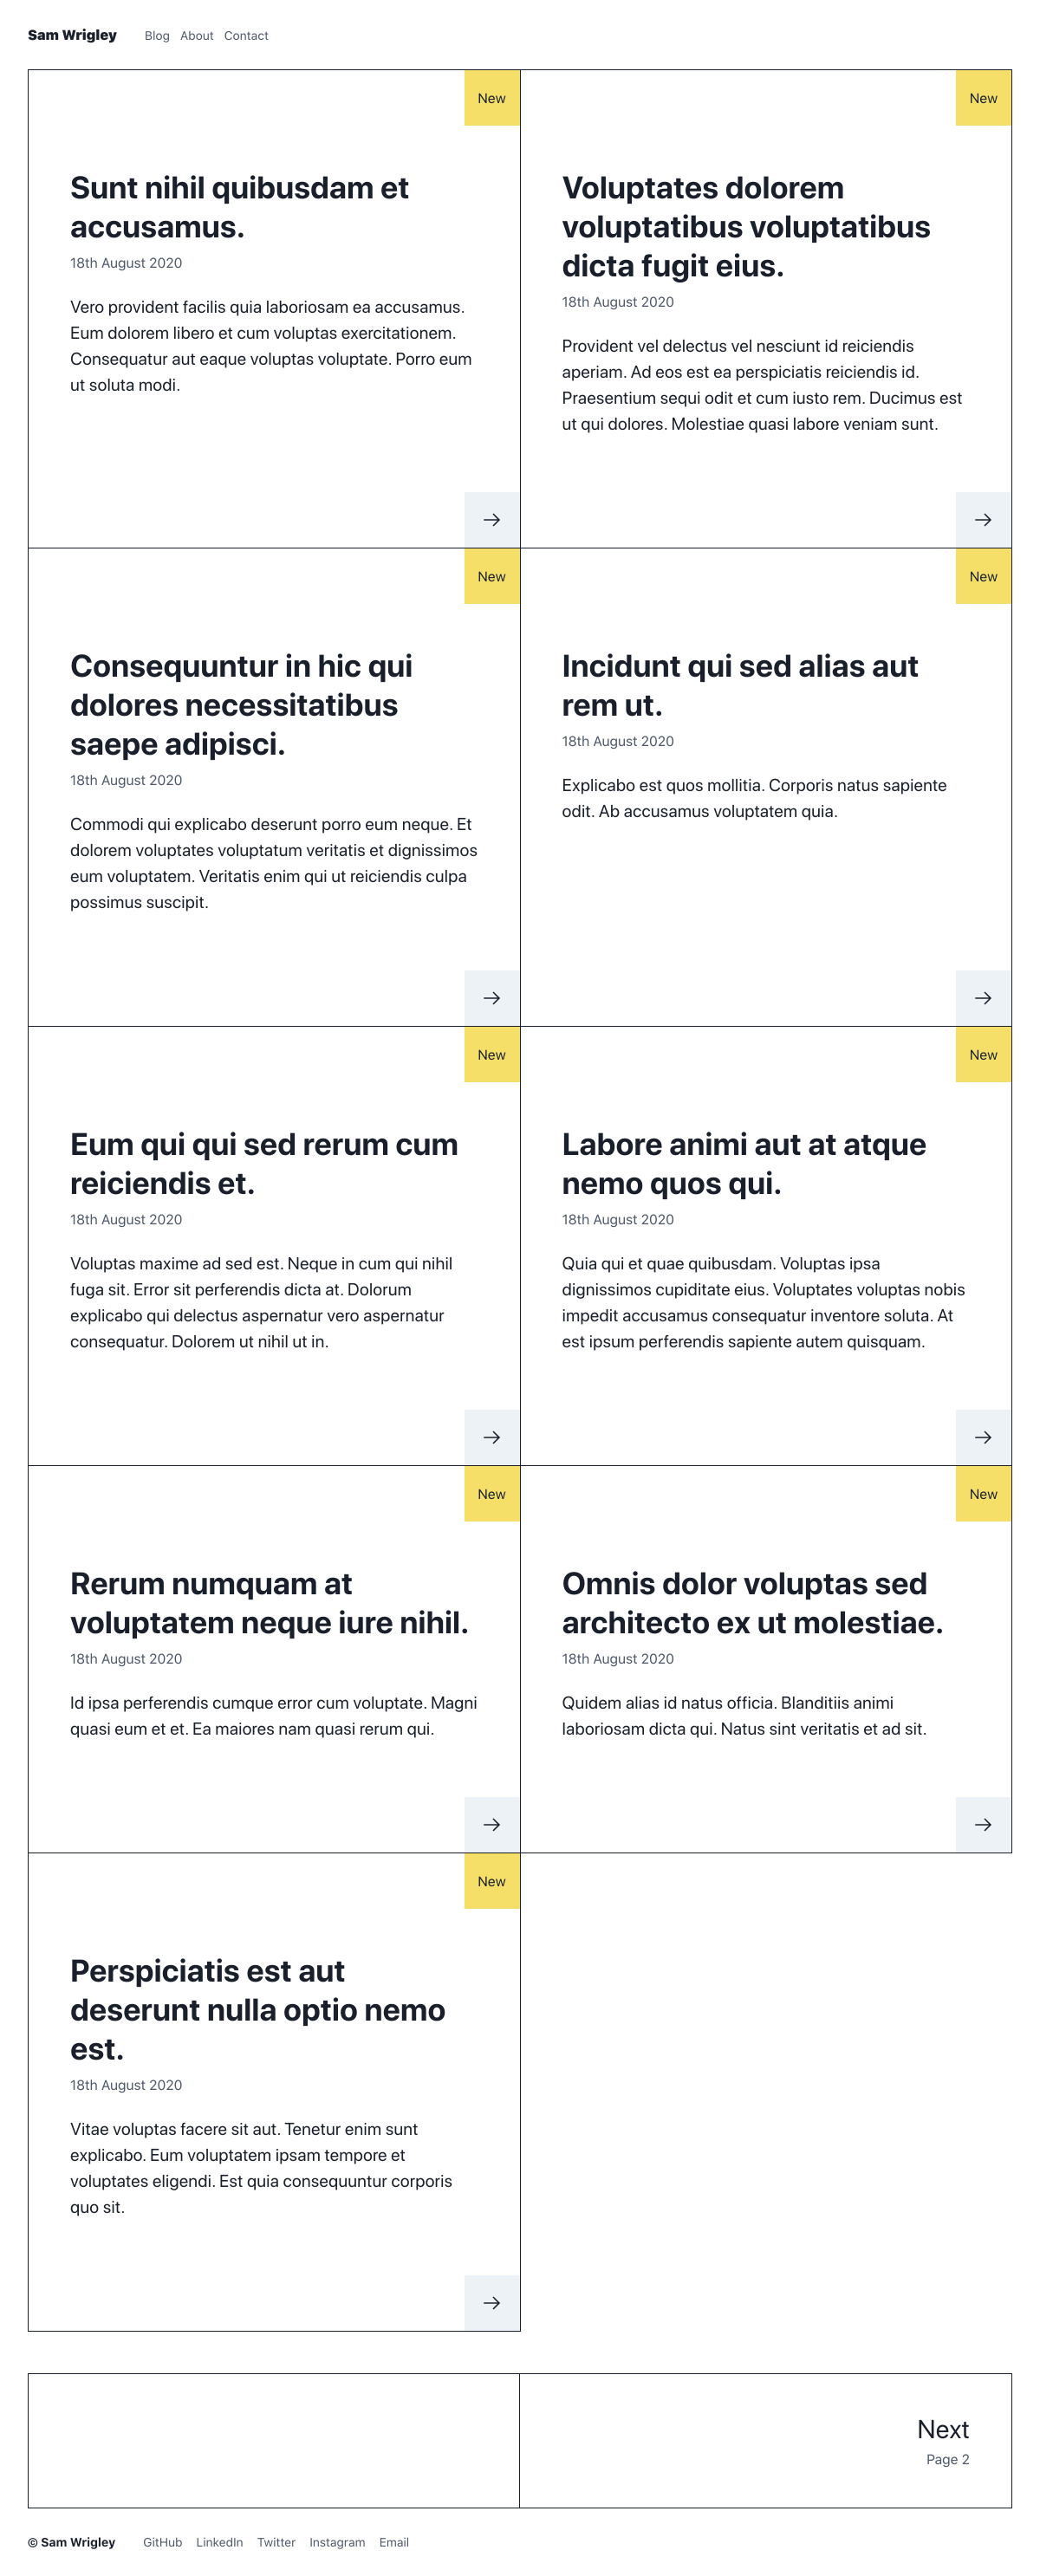 Sam Wrigley Blog About Contact
New
Sunt nihil quibusdam et
accusamus.
18th August 2020
Vero provident facilis quia laboriosam ea accusamus.
Eum dolorem libero et cum voluptas exercitationem.
Consequatur aut eaque voluptas voluptate. Porro eum
ut soluta modi.
New
Voluptates dolorem
voluptatibus voluptatibus
dicta fugit eius.
18th August 2020
Provident vel delectus vel nesciunt id reiciendis
aperiam. Ad eos est ea perspiciatis reiciendis id.
Praesentium sequi odit et cum iusto rem. Ducimus est
ut qui dolores. Molestiae quasi labore veniam sunt.
New
Consequuntur in hic qui
dolores necessitatibus
saepe adipisci.
18th August 2020
Commodi qui explicabo deserunt porro eum neque. Et
dolorem voluptates voluptatum veritatis et dignissimos
eum voluptatem. Veritatis enim qui ut reiciendis culpa
possimus suscipit.
New
Incidunt qui sed alias aut
rem ut.
18th August 2020
Explicabo est quos mollitia. Corporis natus sapiente
odit. Ab accusamus voluptatem quia.
New
Eum qui qui sed rerum cum
reiciendis et.
18th August 2020
Voluptas maxime ad sed est. Neque in cum qui nihil
fuga sit. Error sit perferendis dicta at. Dolorum
explicabo qui delectus aspernatur vero aspernatur
consequatur. Dolorem ut nihil ut in.
New
Labore animi aut at atque
nemo quos qui.
18th August 2020
Quia qui et quae quibusdam. Voluptas ipsa
dignissimos cupiditate eius. Voluptates voluptas nobis
impedit accusamus consequatur inventore soluta. At
est ipsum perferendis sapiente autem quisquam.
New
Rerum numquam at
voluptatem neque iure nihil.
18th August 2020
Id ipsa perferendis cumque error cum voluptate. Magni
quasi eum et et. Ea maiores nam quasi rerum qui.
New
Omnis dolor voluptas sed
architecto ex ut molestiae.
18th August 2020
Quidem alias id natus officia. Blanditiis animi
laboriosam dicta qui. Natus sint veritatis et ad sit.
New
Perspiciatis est aut
deserunt nulla optio nemo
est.
18th August 2020
Vitae voluptas facere sit aut. Tenetur enim sunt
explicabo. Eum voluptatem ipsam tempore et
voluptates eligendi. Est quia consequuntur corporis
quo sit.
Next
Page 2
© Sam Wrigley GitHub LinkedIn Twitter Instagram Email